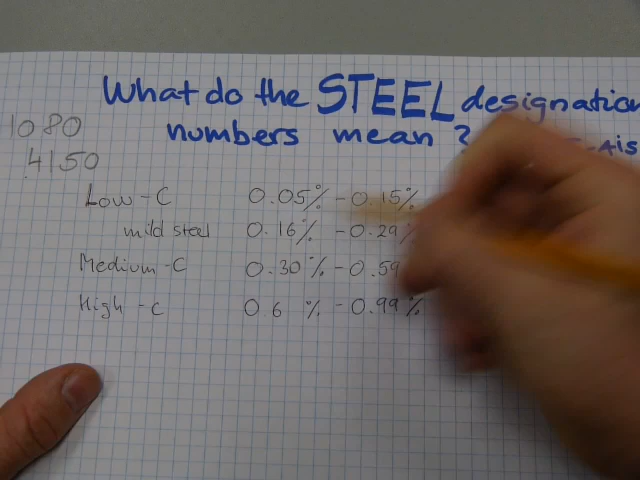 What do the STEEL designation
numbers mean ?
1080
4150
Low-C 0.05% - 0.15%
mild steel 0.16% - 0.29%
Medium-C 0.30% - 0.59
High-C 0.6 % - 0.99%